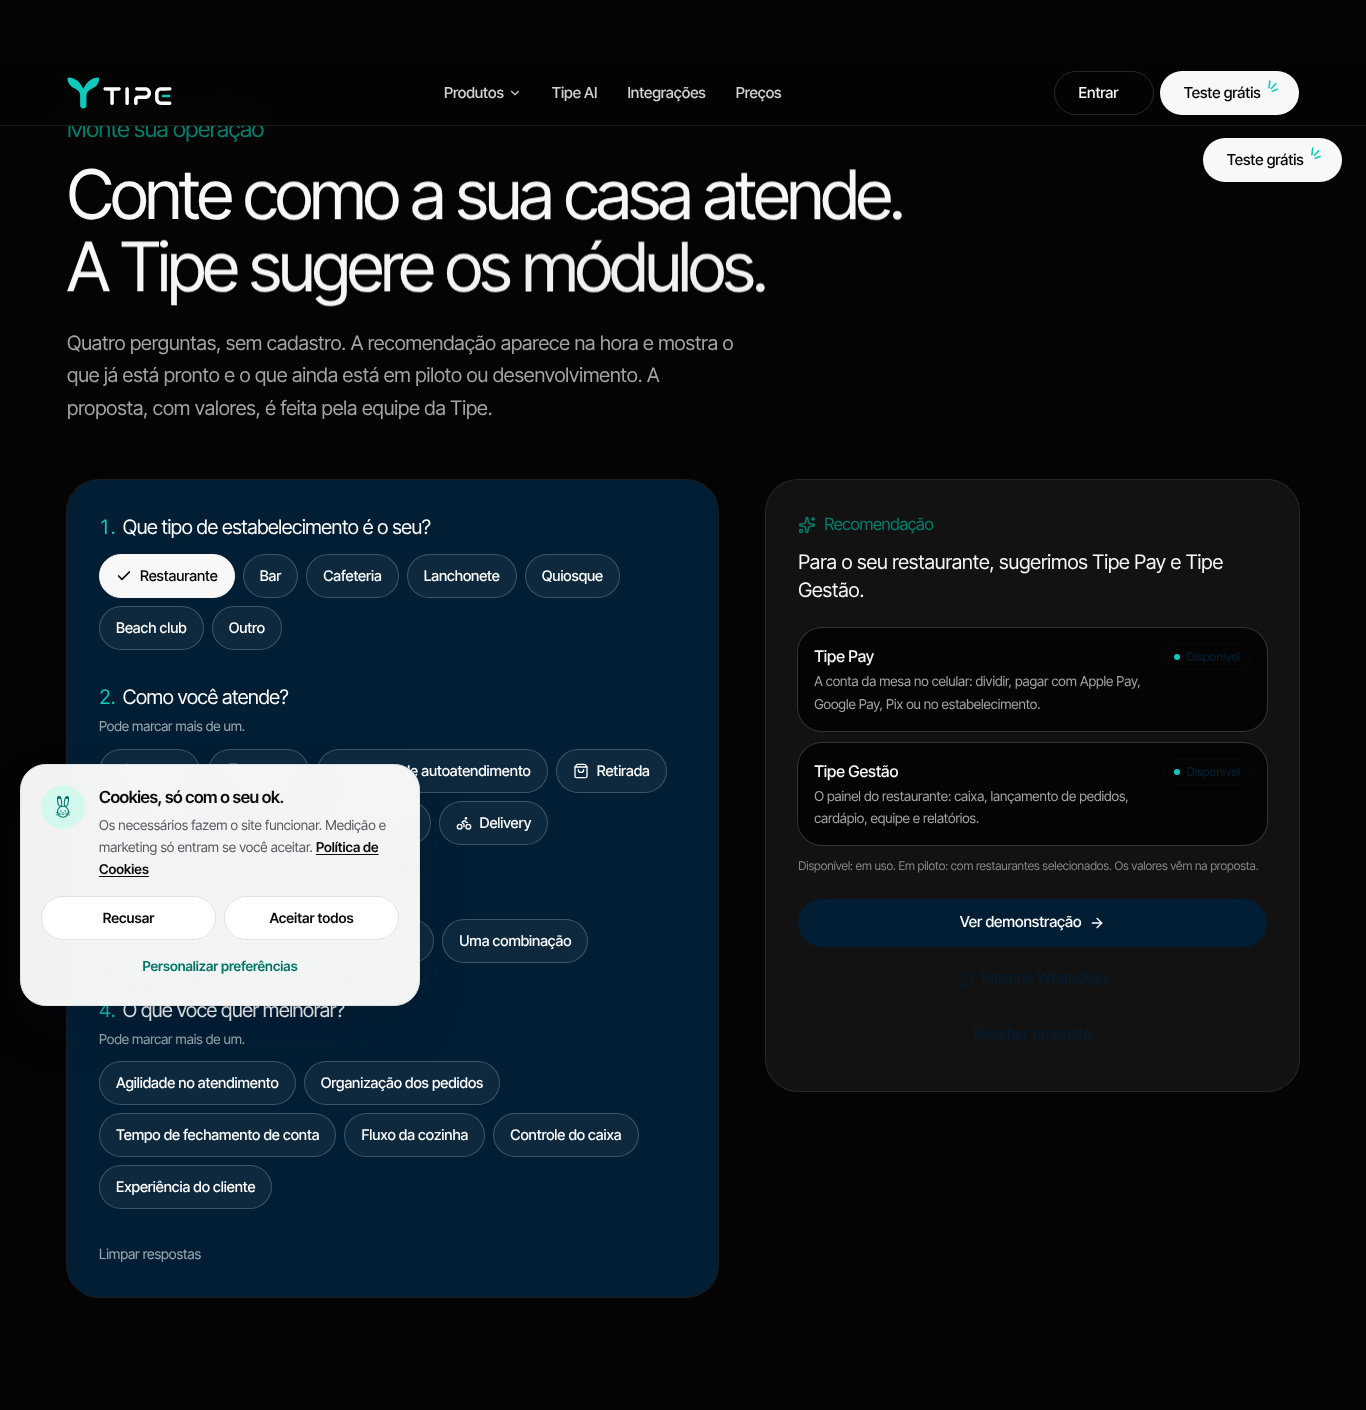 TIPE
Produtos
Tipe AI
Integrações
Preços
Entrar
Teste grátis
Monte sua operação
Teste grátis
Conte como a sua casa atende.
A Tipe sugere os módulos.
Quatro perguntas, sem cadastro. A recomendação aparece na hora e mostra o
que já está pronto e o que ainda está em piloto ou desenvolvimento. A
proposta, com valores, é feita pela equipe da Tipe.
1. Que tipo de estabelecimento é o seu?
Restaurante
Bar
Cafeteria
Lanchonete
Quiosque
Beach club
Outro
2. Como você atende?
Pode marcar mais de um.
autoatendimento
Retirada
Delivery
Uma combinação
4. O que você quer melhorar?
Pode marcar mais de um.
Agilidade no atendimento
Organização dos pedidos
Tempo de fechamento de conta
Fluxo da cozinha
Controle do caixa
Experiência do cliente
Limpar respostas
Cookies, só com o seu ok.
Os necessários fazem o site funcionar. Medição e
marketing só entram se você aceitar. Política de
Cookies
Recusar
Aceitar todos
Personalizar preferências
Recomendação
Para o seu restaurante, sugerimos Tipe Pay e Tipe
Gestão.
Tipe Pay
Disponível
A conta da mesa no celular: dividir, pagar com Apple Pay,
Google Pay, Pix ou no estabelecimento.
Tipe Gestão
Disponível
O painel do restaurante: caixa, lançamento de pedidos,
cardápio, equipe e relatórios.
Disponível: em uso. Em piloto: com restaurantes selecionados. Os valores vêm na proposta.
Ver demonstração
Falar no WhatsApp
Receber proposta